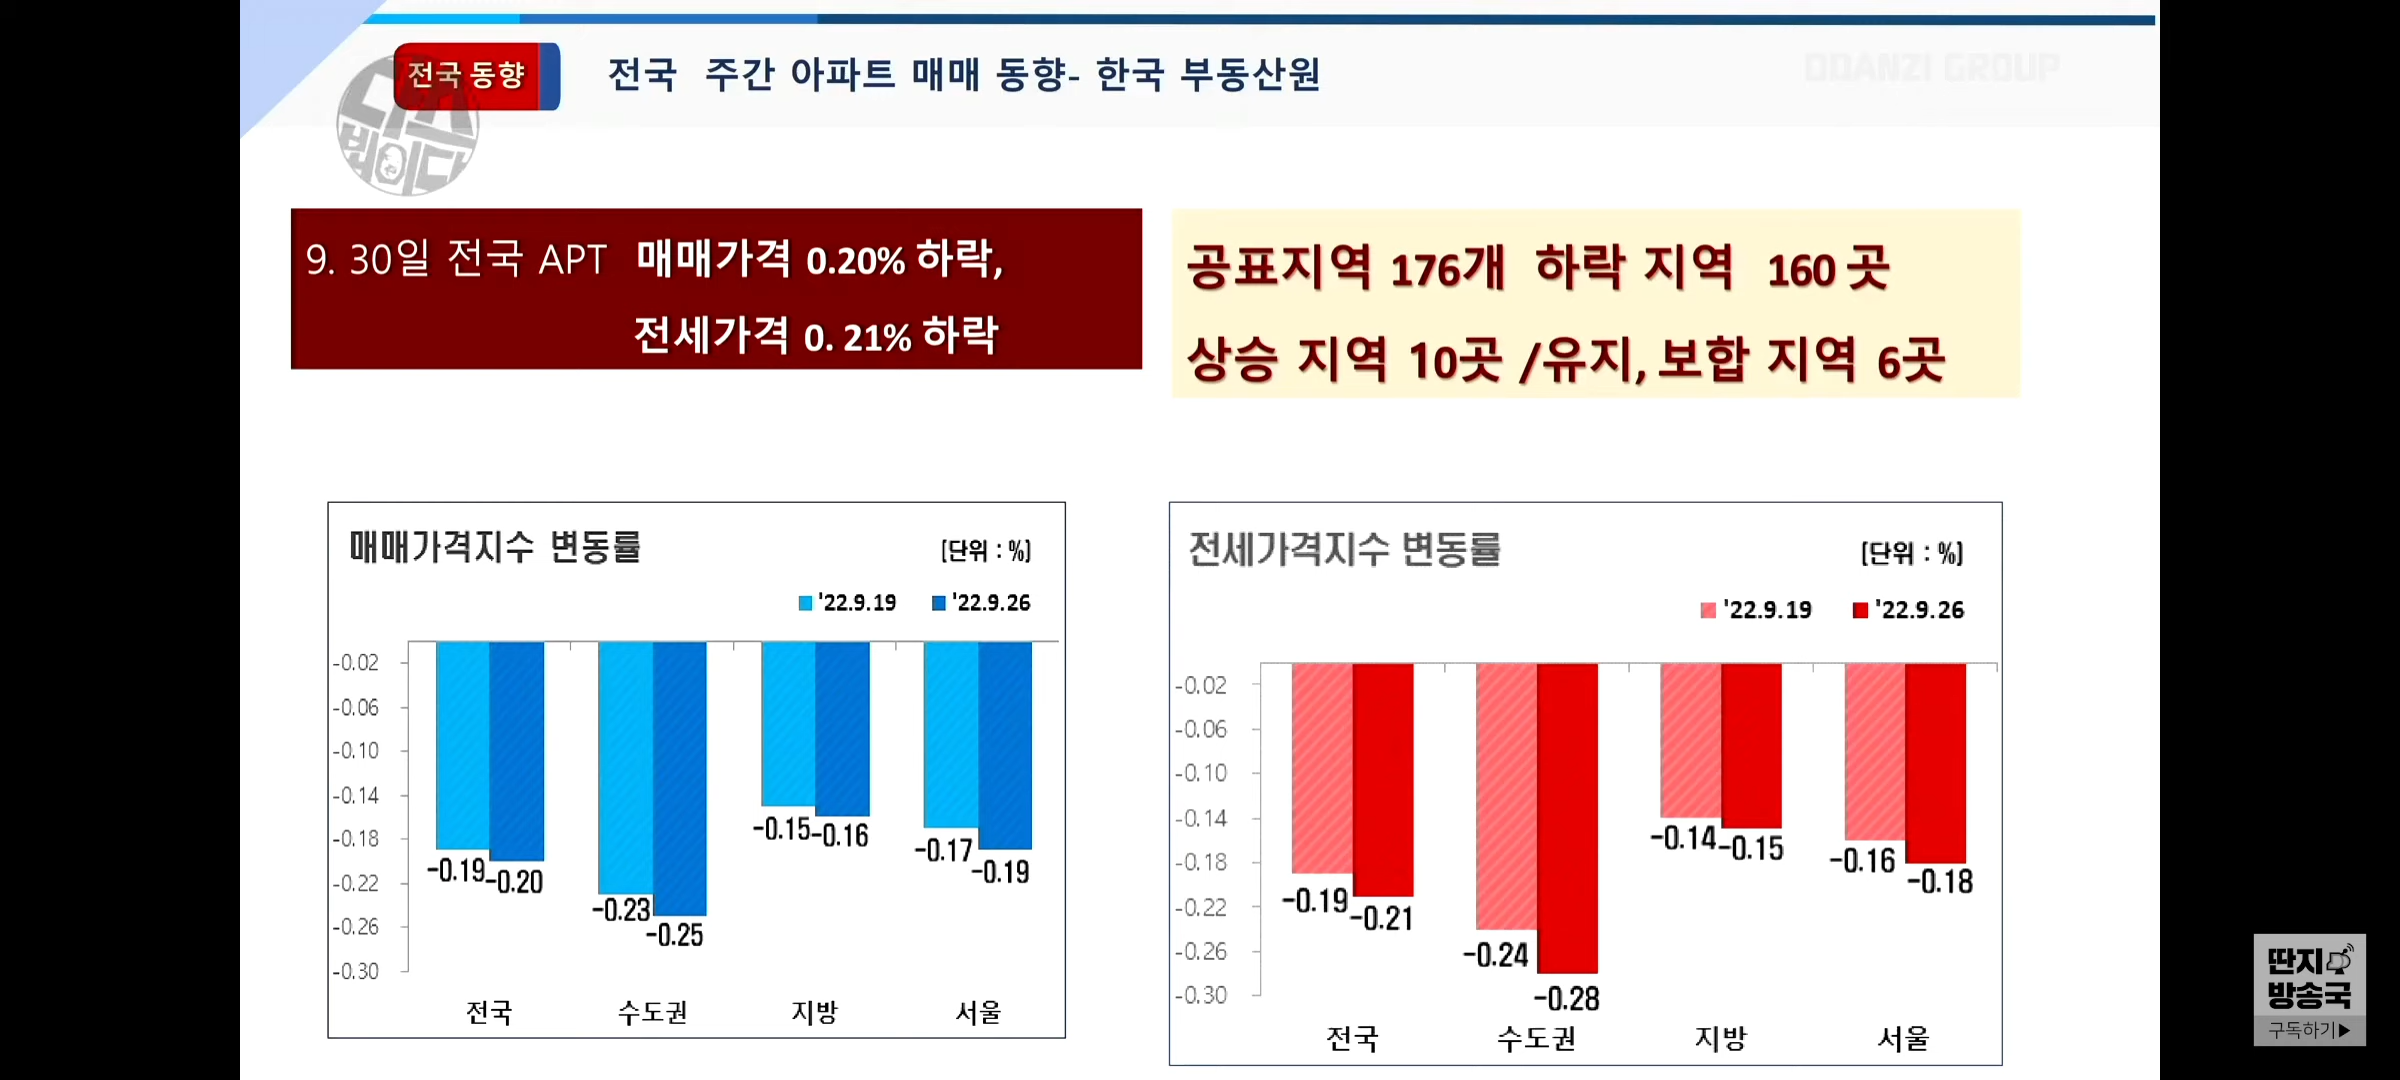 전국 동향
전국 주간 아파트 매매 동향- 한국 부동산원
DDANZI GROUP
9. 30일 전국 APT 매매가격 0.20% 하락,
전세가격 0. 21% 하락
공표지역 176개 하락 지역 160 곳
상승 지역 10곳 /유지, 보합 지역 6곳
매매가격지수 변동률
[단위 : %]
'22.9.19 '22.9.26
-0.02
-0.06
-0.10
-0.14
-0.18
-0.22
-0.26
-0.30
-0.19 -0.20
-0.23 -0.25
-0.15 -0.16
-0.17 -0.19
전국 수도권 지방 서울
전세가격지수 변동률
[단위 : %]
'22.9.19 '22.9.26
-0.02
-0.06
-0.10
-0.14
-0.18
-0.22
-0.26
-0.30
-0.19 -0.21
-0.24 -0.28
-0.14 -0.15
-0.16 -0.18
전국 수도권 지방 서울
딴지
방송국
구독하기▶